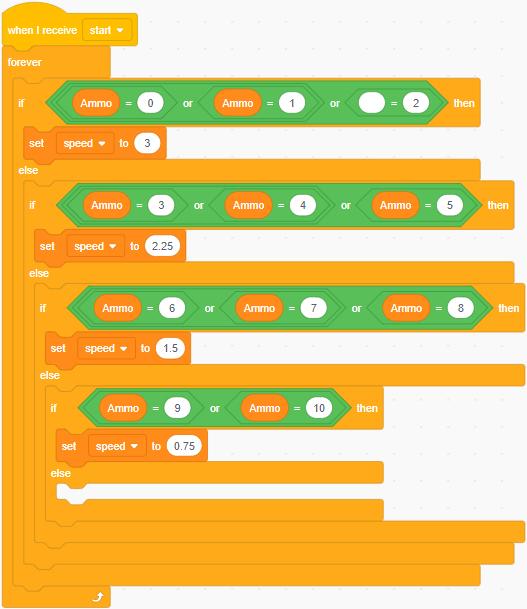 when I receive start
forever
if Ammo = 0 or Ammo = 1 or = 2 then
set speed to 3
else
if Ammo = 3 or Ammo = 4 or Ammo = 5 then
set speed to 2.25
else
if Ammo = 6 or Ammo = 7 or Ammo = 8 then
set speed to 1.5
else
if Ammo = 9 or Ammo = 10 then
set speed to 0.75
else